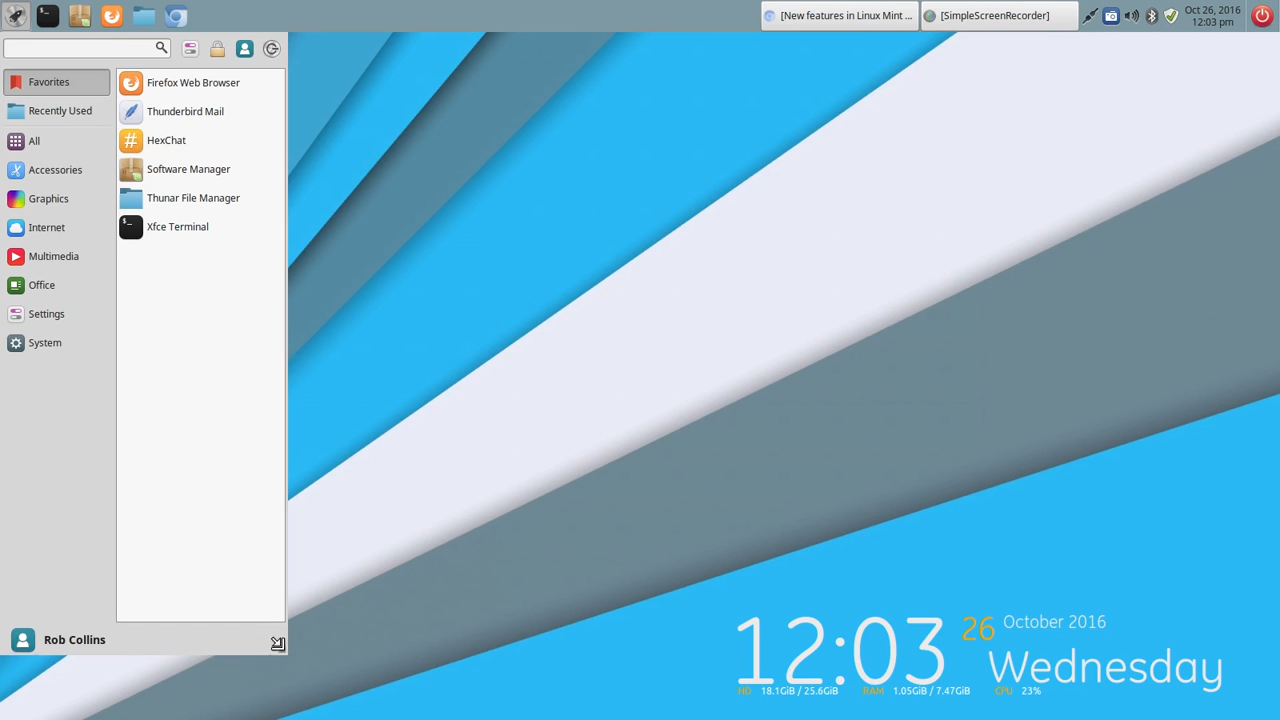 [New features in Linux Mint ...
[SimpleScreenRecorder]
Oct 26, 2016
12:03 pm
Favorites
Recently Used
All
Accessories
Graphics
Internet
Multimedia
Office
Settings
System
Firefox Web Browser
Thunderbird Mail
HexChat
Software Manager
Thunar File Manager
Xfce Terminal
Rob Collins
12:03
26 October 2016
Wednesday
HD 18.1GiB / 25.6GiB RAM 1.05GiB / 7.47GiB CPU 23%